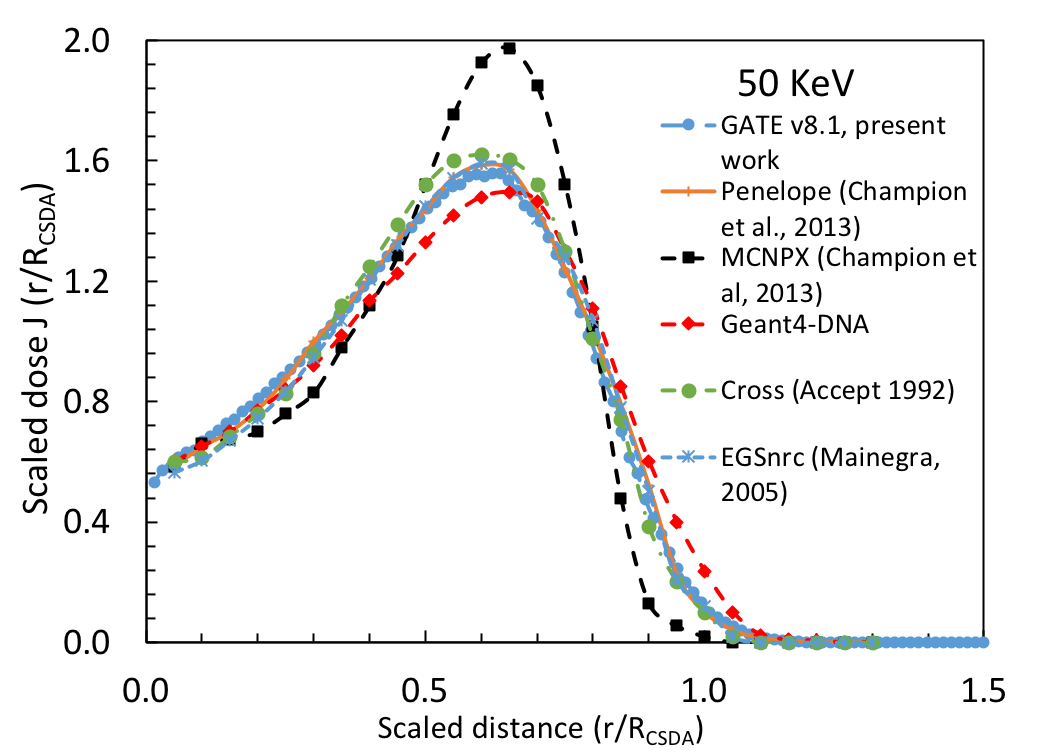 2.0
1.6
1.2
0.8
0.4
0.0
Scaled dose J (r/RCSDA)
50 KeV
GATE v8.1, present
work
Penelope (Champion
et al., 2013)
MCNPX (Champion et
al, 2013)
Geant4-DNA
Cross (Accept 1992)
EGSnrc (Mainegra,
2005)
0.0 0.5 1.0 1.5
Scaled distance (r/RCSDA)